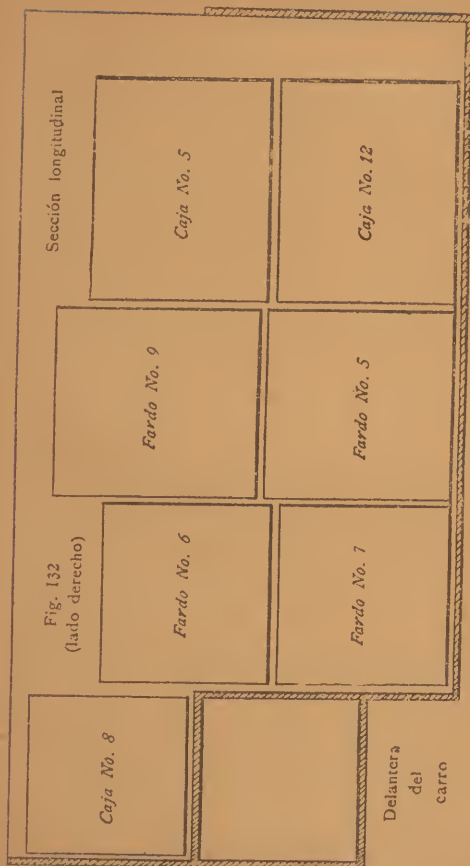 Fig. 132
(lado derecho)
Sección longitudinal
Caja No. 8
Fardo No. 6
Fardo No. 9
Caja No. 5
Fardo No. 7
Fardo No. 5
Caja No. 12
Delantera
del
carro